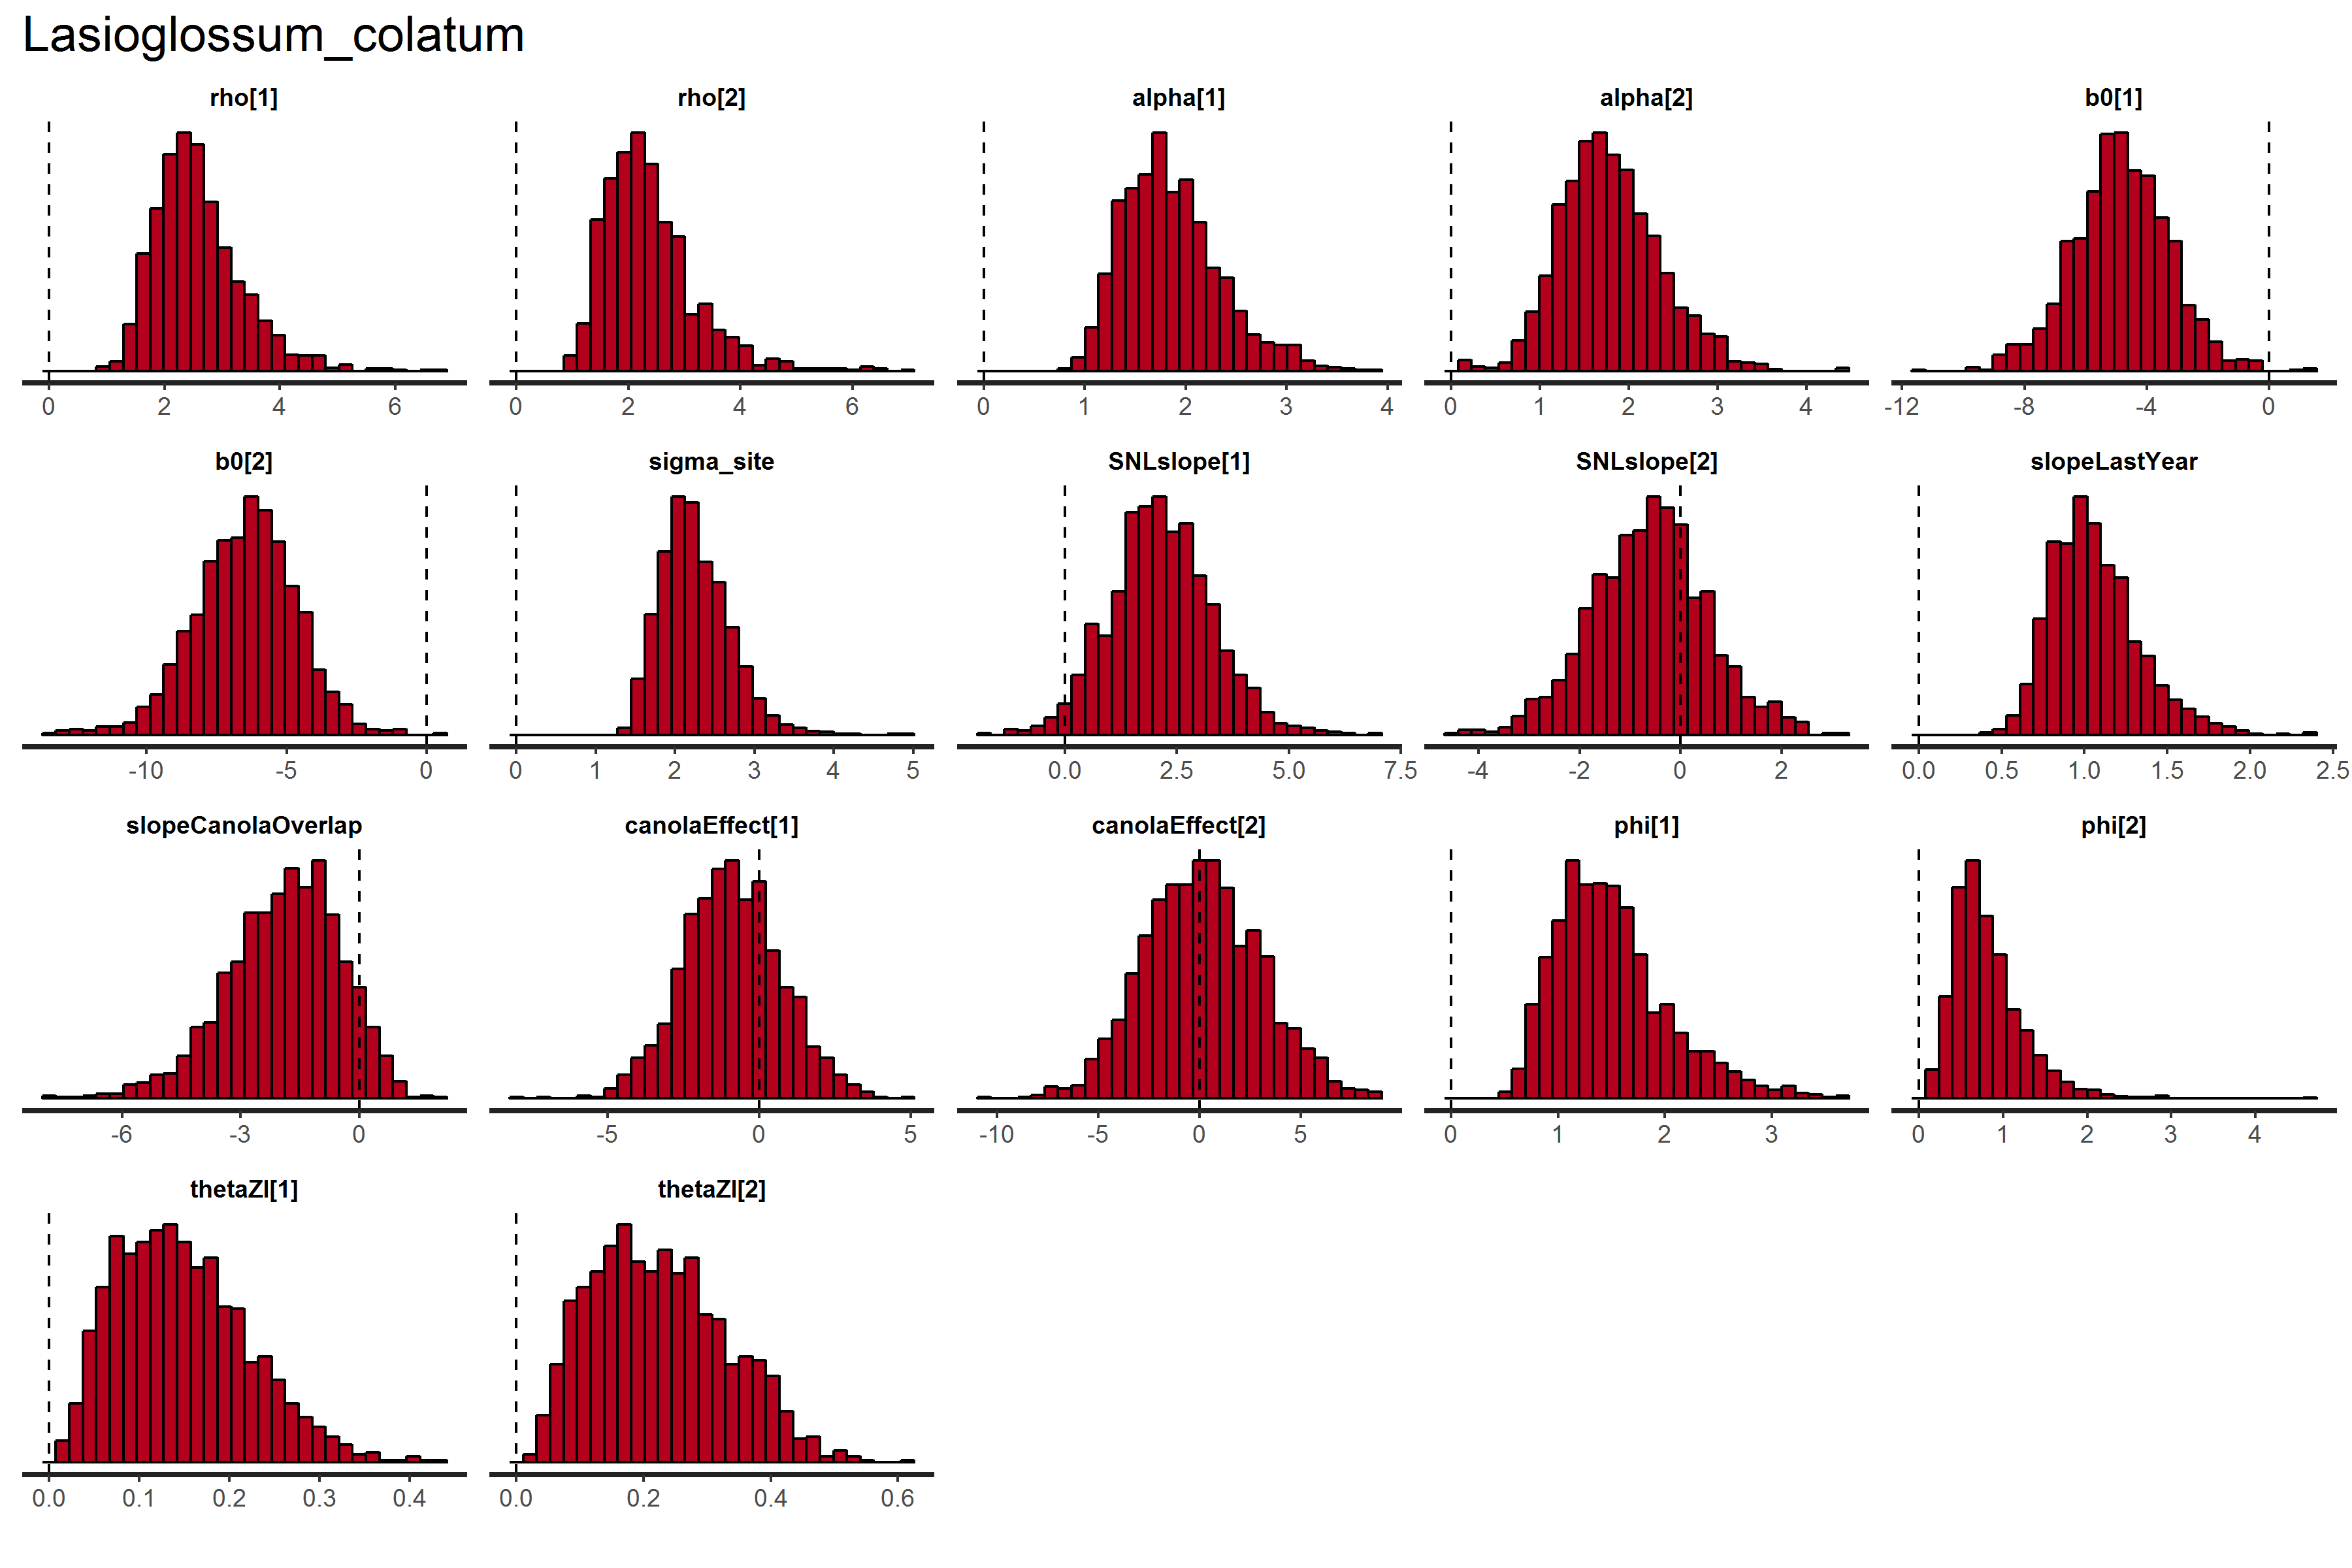 Lasioglossum_colatum
rho[1] rho[2] alpha[1] alpha[2] b0[1]
0 2 4 6 0 2 4 6 0 1 2 3 4 0 1 2 3 4 -12 -8 -4 0
b0[2] sigma_site SNLslope[1] SNLslope[2] slopeLastYear
-10 -5 0 0 1 2 3 4 5 0.0 2.5 5.0 7.5 -4 -2 0 2 0.0 0.5 1.0 1.5 2.0 2.5
slopeCanolaOverlap canolaEffect[1] canolaEffect[2] phi[1] phi[2]
-6 -3 0 -5 0 5 -10 -5 0 5 0 1 2 3 0 1 2 3 4
thetaZI[1] thetaZI[2]
0.0 0.1 0.2 0.3 0.4 0.0 0.2 0.4 0.6